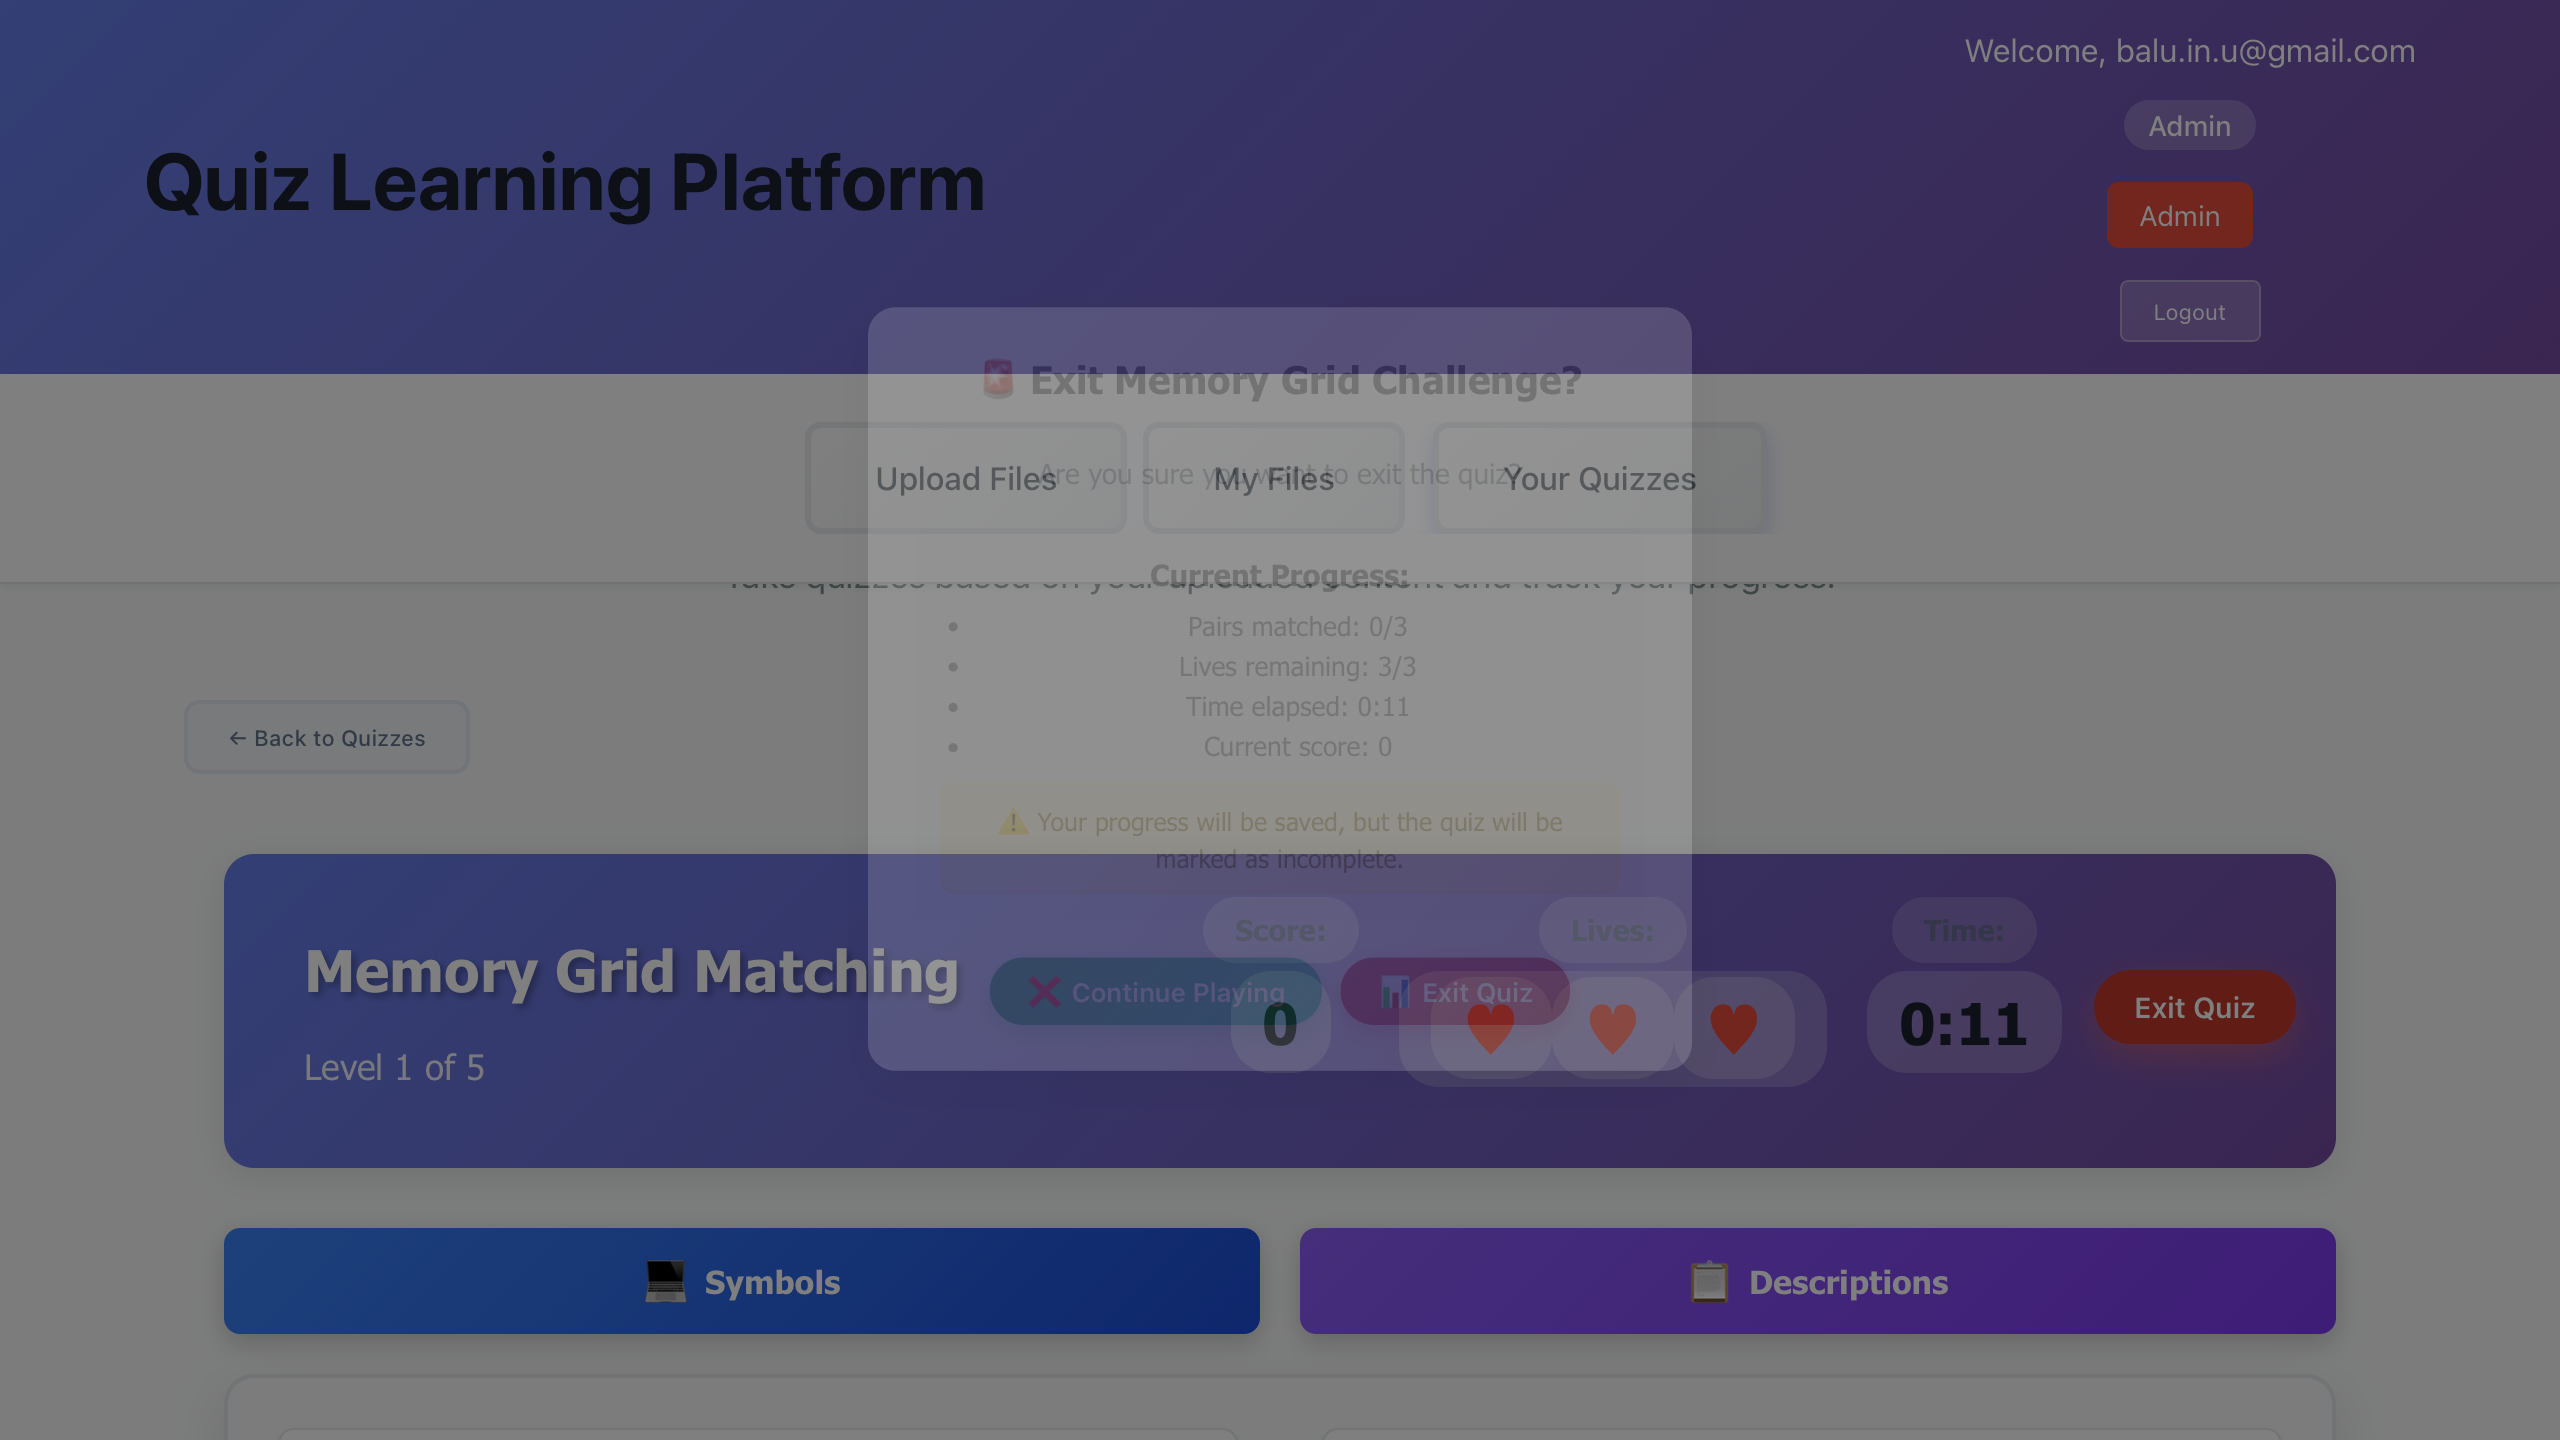 Welcome, balu.in.u@gmail.com
Admin
Quiz Learning Platform
Admin
Logout
🚨 Exit Memory Grid Challenge?
Upload Files
My Files
Your Quizzes
Are you sure you want to exit the quiz?
Take quizzes based on your uploaded content and track your progress.
Current Progress:
• Pairs matched: 0/3
• Lives remaining: 3/3
• Time elapsed: 0:11
• Current score: 0
← Back to Quizzes
⚠️ Your progress will be saved, but the quiz will be
marked as incomplete.
Memory Grid Matching
Level 1 of 5
Score:
0
Lives:
Time:
0:11
Exit Quiz
❌ Continue Playing
📊 Exit Quiz
💻 Symbols
📋 Descriptions